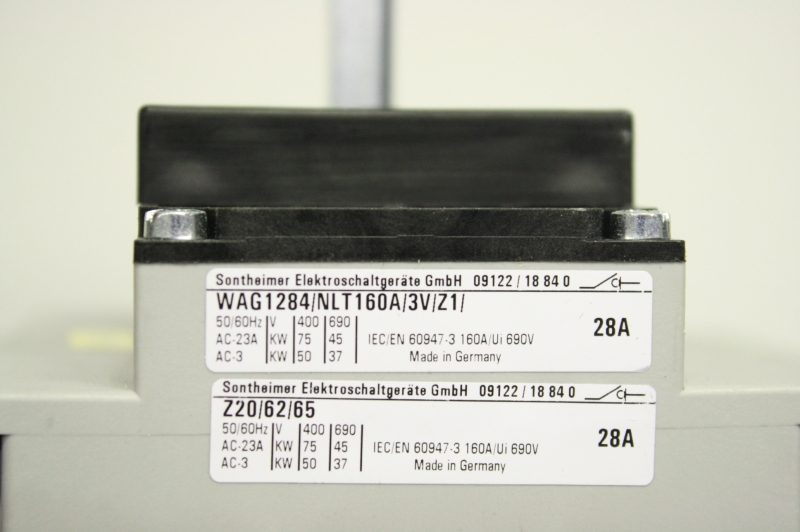 Sontheimer Elektroschaltgeräte GmbH 09122 / 18 84 0
WAG1284/NLT160A/3V/Z1/
50/60Hz V 400 690
AC-23A KW 75 45 IEC/EN 60947-3 160A/Ui 690V 28A
AC-3 KW 50 37 Made in Germany
Sontheimer Elektroschaltgeräte GmbH 09122 / 18 84 0
Z20/62/65
50/60Hz V 400 690
AC-23A KW 75 45 IEC/EN 60947-3 160A/Ui 690V 28A
AC-3 KW 50 37 Made in Germany